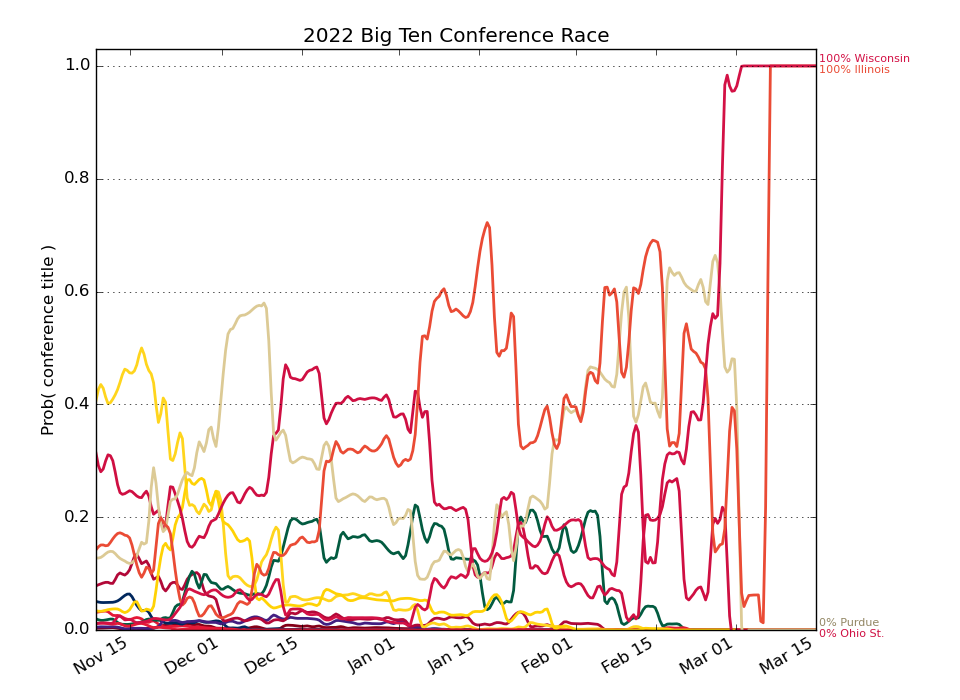 2022 Big Ten Conference Race
Prob( conference title )
1.0
0.8
0.6
0.4
0.2
0.0
100% Wisconsin
100% Illinois
0% Purdue
0% Ohio St.
Nov 15
Dec 01
Dec 15
Jan 01
Jan 15
Feb 01
Feb 15
Mar 01
Mar 15